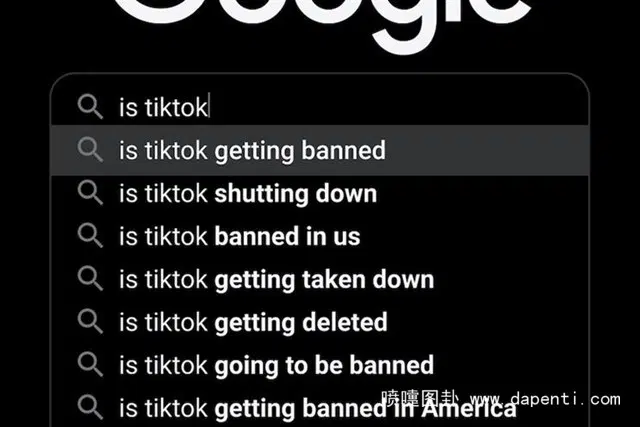 Google
is tiktok
is tiktok getting banned
is tiktok shutting down
is tiktok banned in us
is tiktok getting taken down
is tiktok getting deleted
is tiktok going to be banned
is tiktok getting banned in America
喷嚏图卦 www.dapenti.com